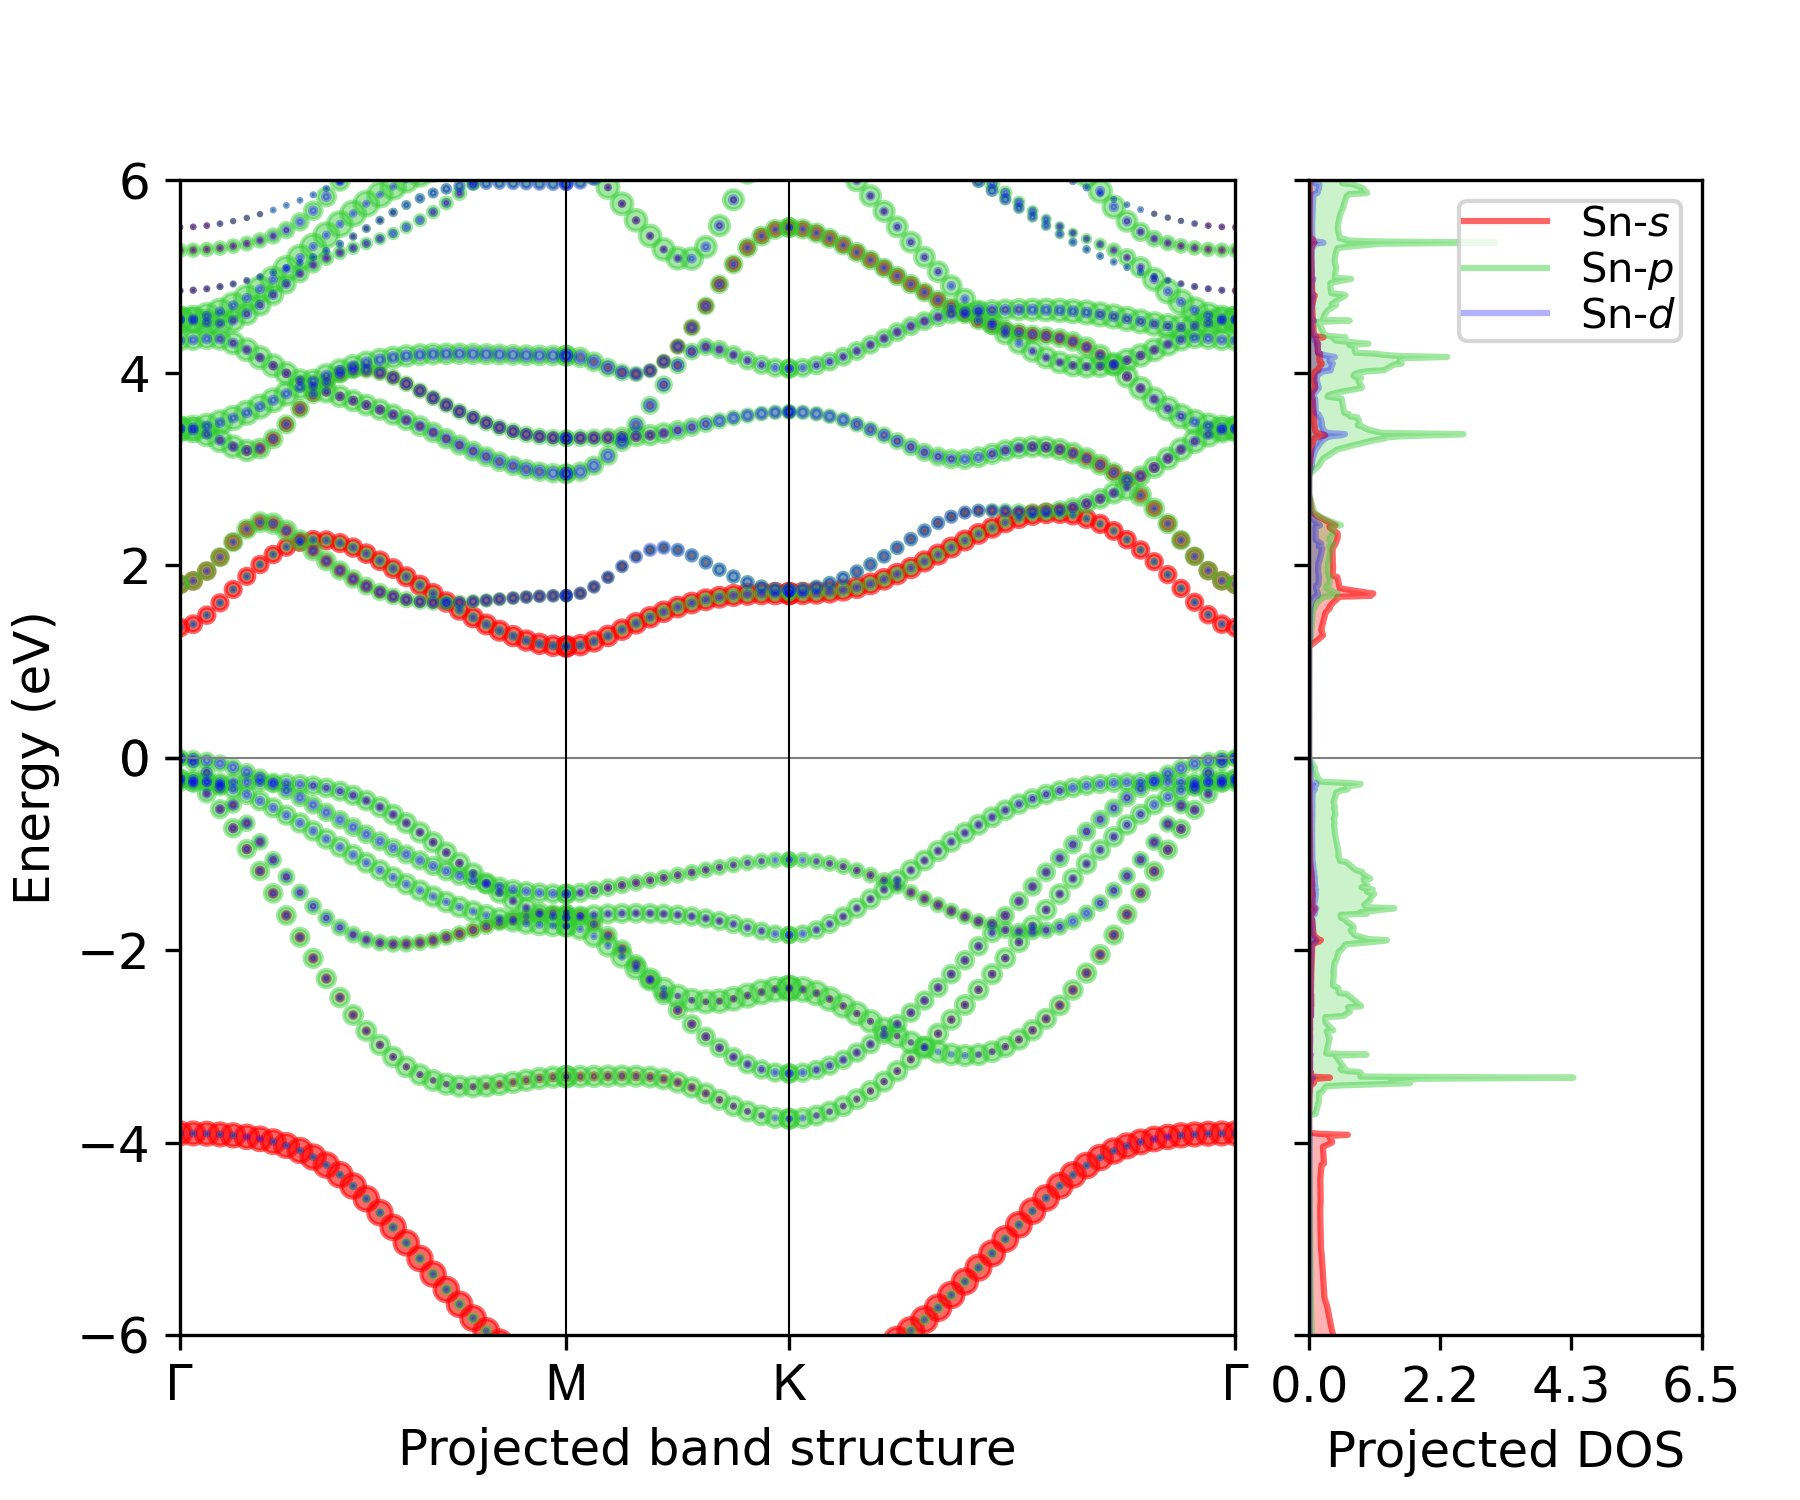 6
4
2
0
−2
−4
−6
Energy (eV)
Γ M K Γ
Projected band structure
Sn-s
Sn-p
Sn-d
0.0 2.2 4.3 6.5
Projected DOS